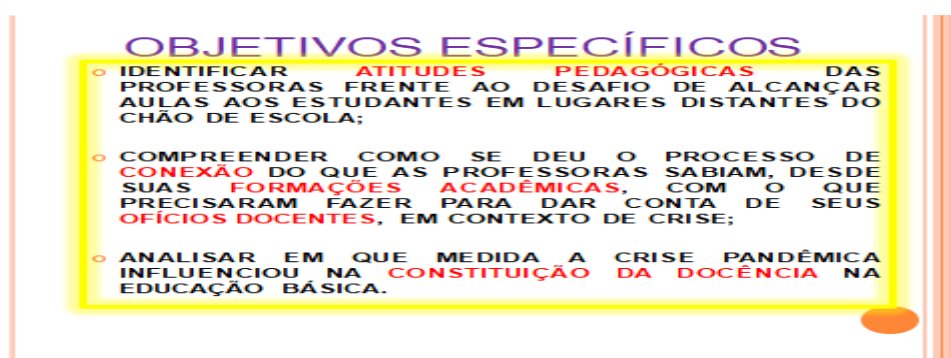 OBJETIVOS ESPECÍFICOS
IDENTIFICAR ATITUDES PEDAGÓGICAS DAS
PROFESSORAS FRENTE AO DESAFIO DE ALCANÇAR
AULAS AOS ESTUDANTES EM LUGARES DISTANTES DO
CHÃO DE ESCOLA;
COMPREENDER COMO SE DEU O PROCESSO DE
CONEXÃO DO QUE AS PROFESSORAS SABIAM, DESDE
SUAS FORMAÇÕES ACADÊMICAS, COM O QUE
PRECISARAM FAZER PARA DAR CONTA DE SEUS
OFÍCIOS DOCENTES, EM CONTEXTO DE CRISE;
ANALISAR EM QUE MEDIDA A CRISE PANDÊMICA
INFLUENCIOU NA CONSTITUIÇÃO DA DOCÊNCIA NA
EDUCAÇÃO BÁSICA.